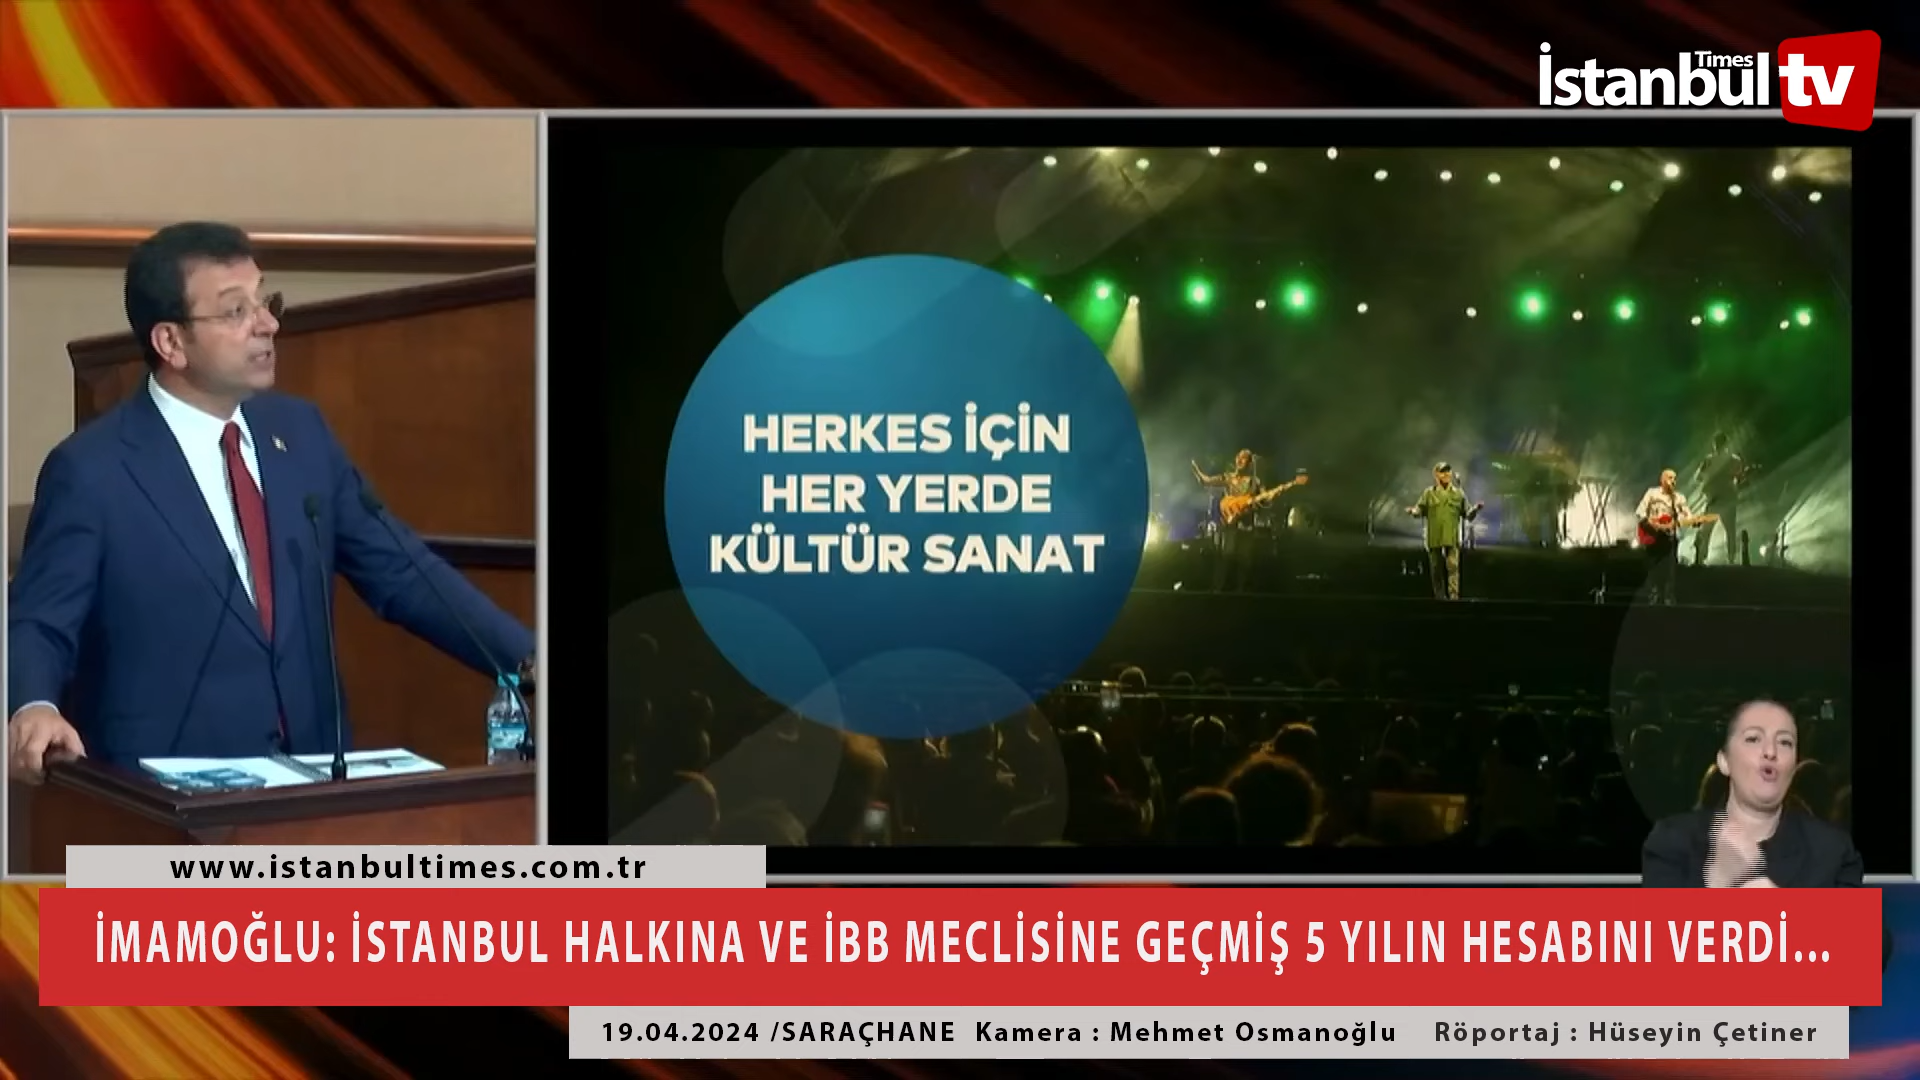 Times
İstanbul tv
HERKES İÇİN
HER YERDE
KÜLTÜR SANAT
www.istanbultimes.com.tr
İMAMOĞLU: İSTANBUL HALKINA VE İBB MECLİSİNE GEÇMİŞ 5 YILIN HESABINI VERDİ...
19.04.2024 /SARAÇHANE Kamera : Mehmet Osmanoğlu Röportaj : Hüseyin Çetiner